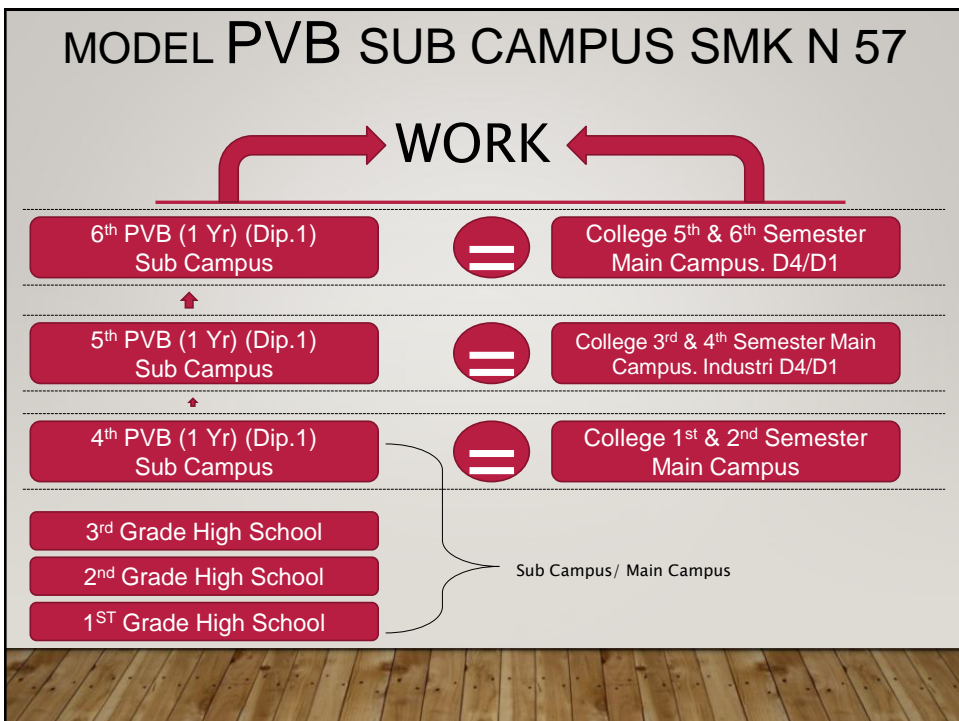 MODEL PVB SUB CAMPUS SMK N 57
WORK
6th PVB (1 Yr) (Dip.1)
Sub Campus
=
College 5th & 6th Semester
Main Campus. D4/D1
5th PVB (1 Yr) (Dip.1)
Sub Campus
=
College 3rd & 4th Semester Main
Campus. Industri D4/D1
4th PVB (1 Yr) (Dip.1)
Sub Campus
=
College 1st & 2nd Semester
Main Campus
3rd Grade High School
2nd Grade High School
1ST Grade High School
Sub Campus/ Main Campus